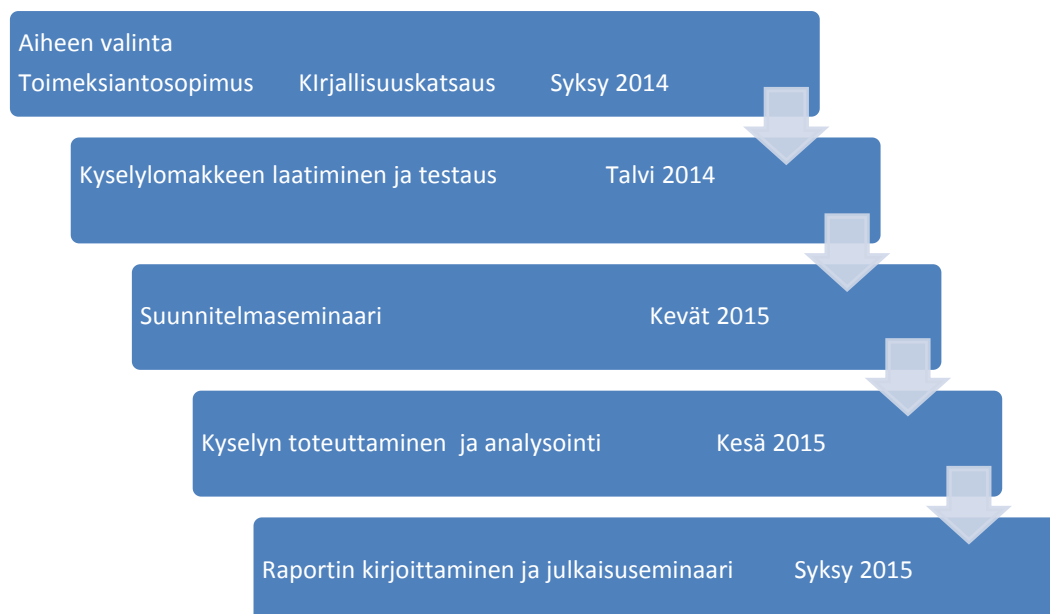 Aiheen valinta
Toimeksiantosopimus KIrjallisuuskatsaus Syksy 2014
Kyselylomakkeen laatiminen ja testaus Talvi 2014
Suunnitelmaseminaari Kevät 2015
Kyselyn toteuttaminen ja analysointi Kesä 2015
Raportin kirjoittaminen ja julkaisuseminaari Syksy 2015